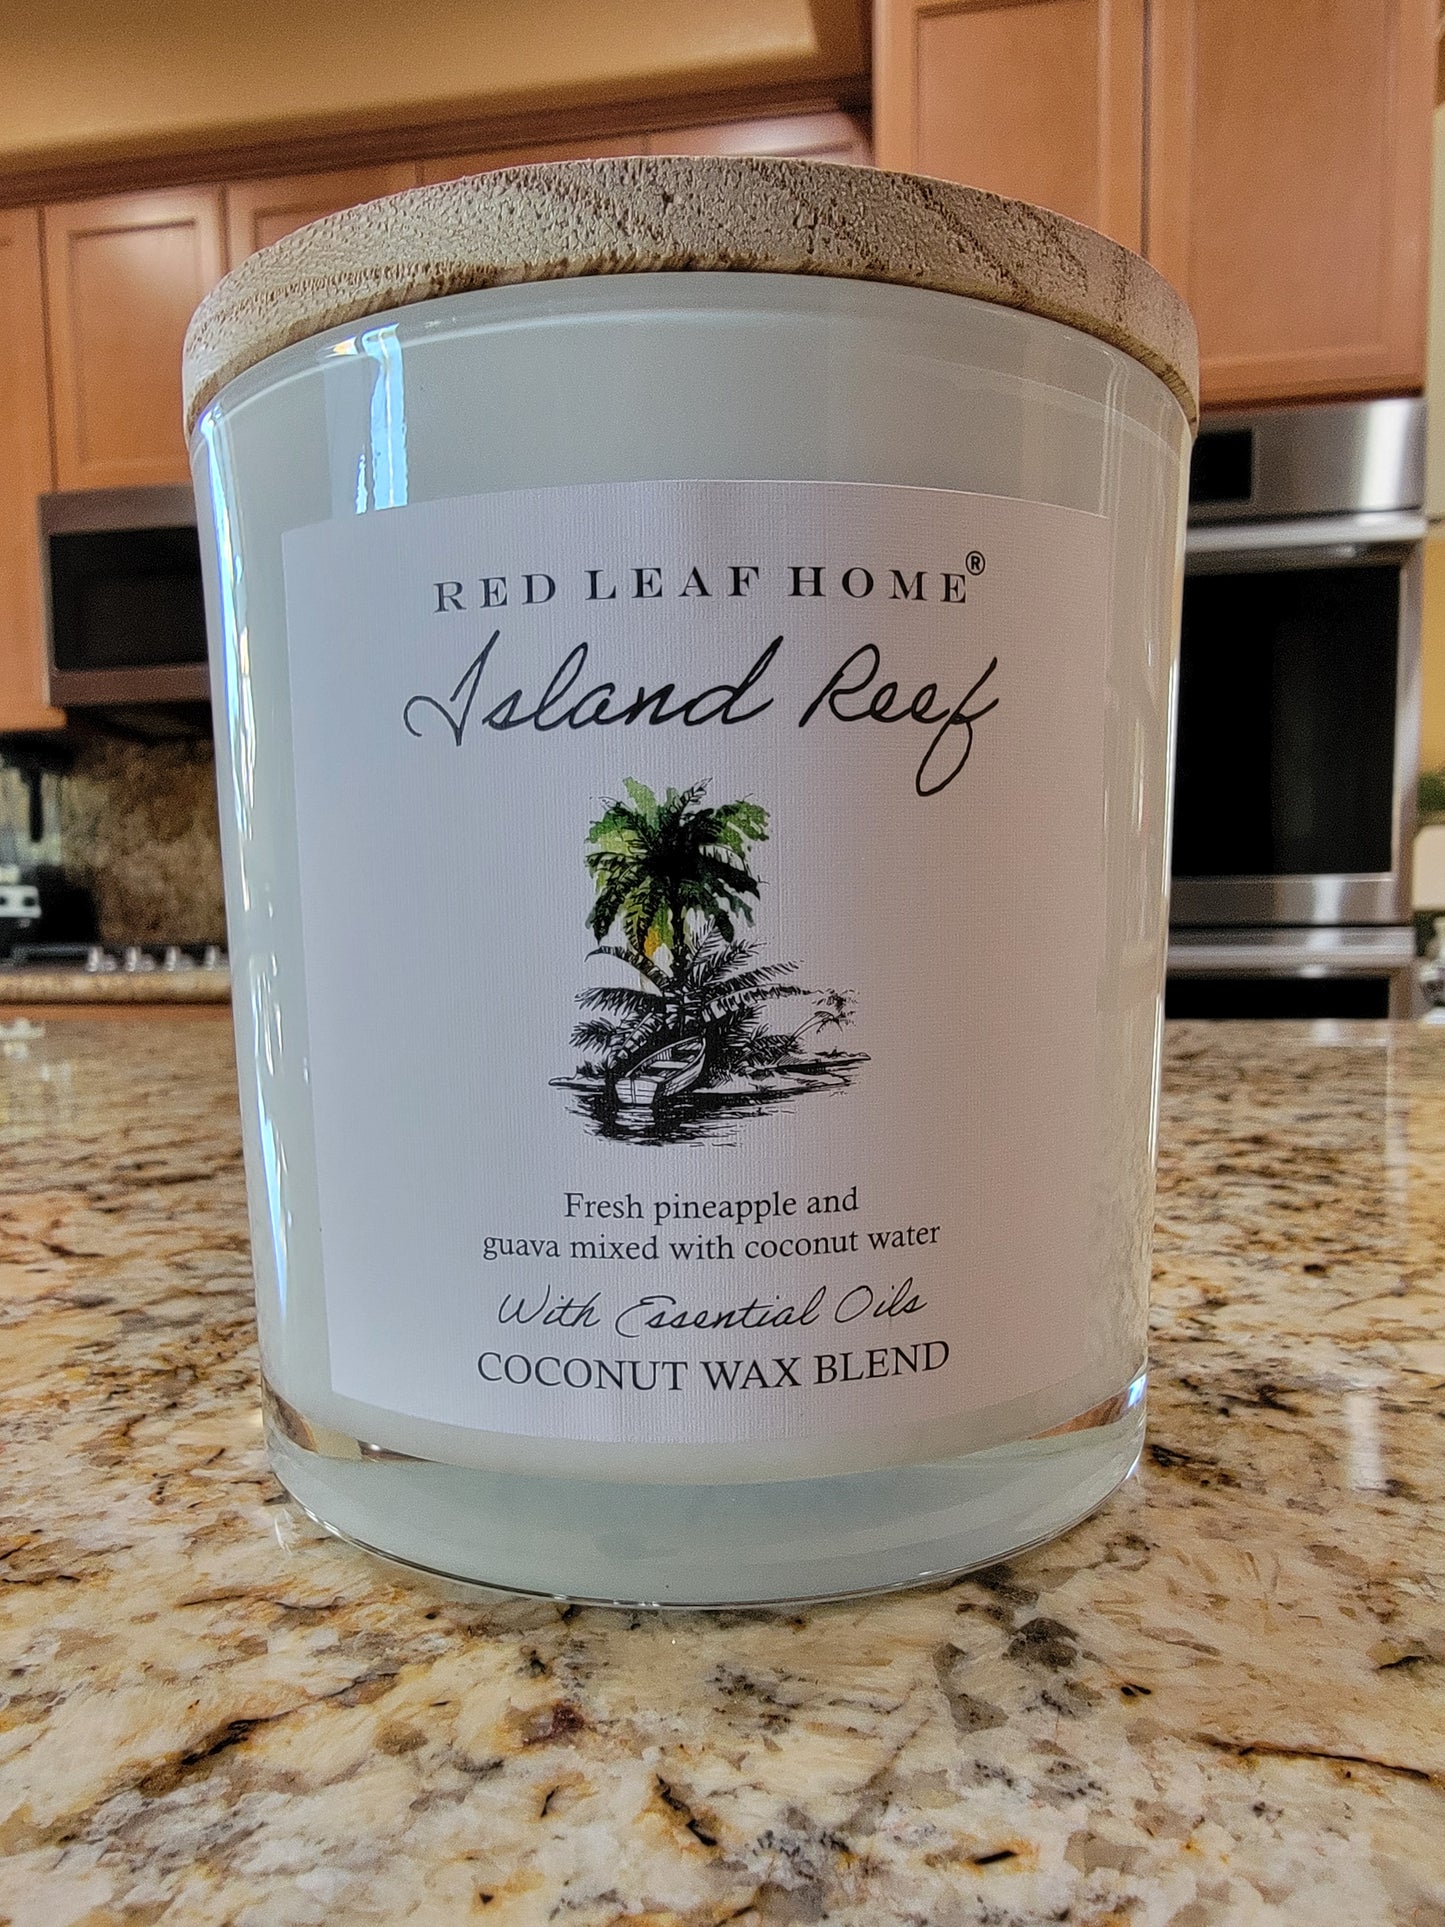 RED LEAF HOME®
Island Reef
Fresh pineapple and
guava mixed with coconut water
With Essential Oils
COCONUT WAX BLEND